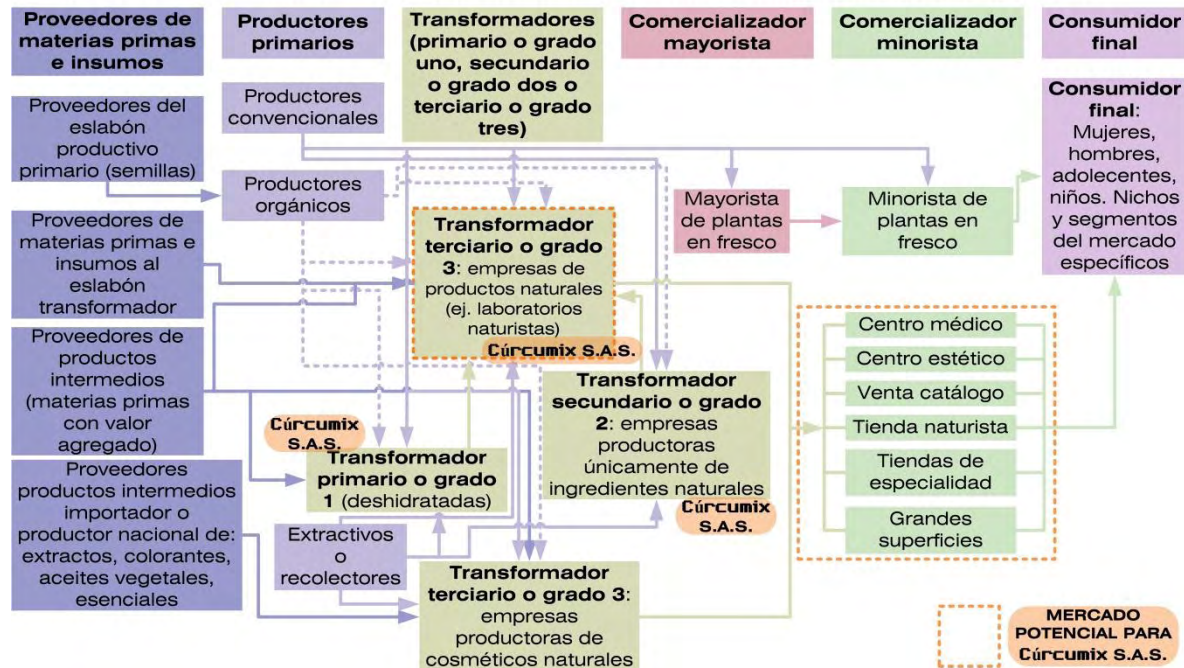 Proveedores de
materias primas
e insumos
Productores
primarios
Transformadores
(primario o grado
uno, secundario
o grado dos o
terciario o grado
tres)
Comercializador
mayorista
Comercializador
minorista
Consumidor
final
Proveedores del
eslabón
productivo
primario (semillas)
Proveedores de
materias primas e
insumos al
eslabón
transformador
Proveedores de
productos
intermedios
(materias primas
con valor
agregado)
Proveedores
productos intermedios
importador o
productor nacional de:
extractos, colorantes,
aceites vegetales,
esenciales
Productores
convencionales
Productores
orgánicos
Extractivos
o
recolectores
Transformador
terciario o grado
3: empresas de
productos naturales
(ej. laboratorios
naturistas)
Cúrcumix S.A.S.
Cúrcumix
S.A.S.
Transformador
primario o grado
1 (deshidratadas)
Transformador
secundario o grado
2: empresas
productoras
únicamente de
ingredientes naturales
Cúrcumix
S.A.S.
Transformador
terciario o grado 3:
empresas
productoras de
cosméticos naturales
Mayorista
de plantas
en fresco
Minorista de
plantas en
fresco
Centro médico
Centro estético
Venta catálogo
Tienda naturista
Tiendas de
especialidad
Grandes
superficies
Consumidor
final:
Mujeres,
hombres,
adolecentes,
niños. Nichos
y segmentos
del mercado
específicos
MERCADO
POTENCIAL PARA
Cúrcumix S.A.S.